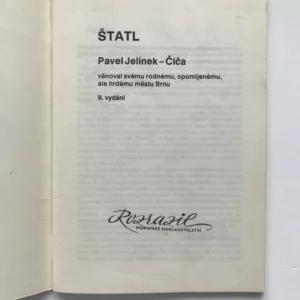 ŠTATL
Pavel Jelínek – Čiča
věnoval svému rodnému, opomíjenému,
ale hrdému městu Brnu
II. vydání
Rozrazil
MORAVSKÉ NAKLADATELSTVÍ